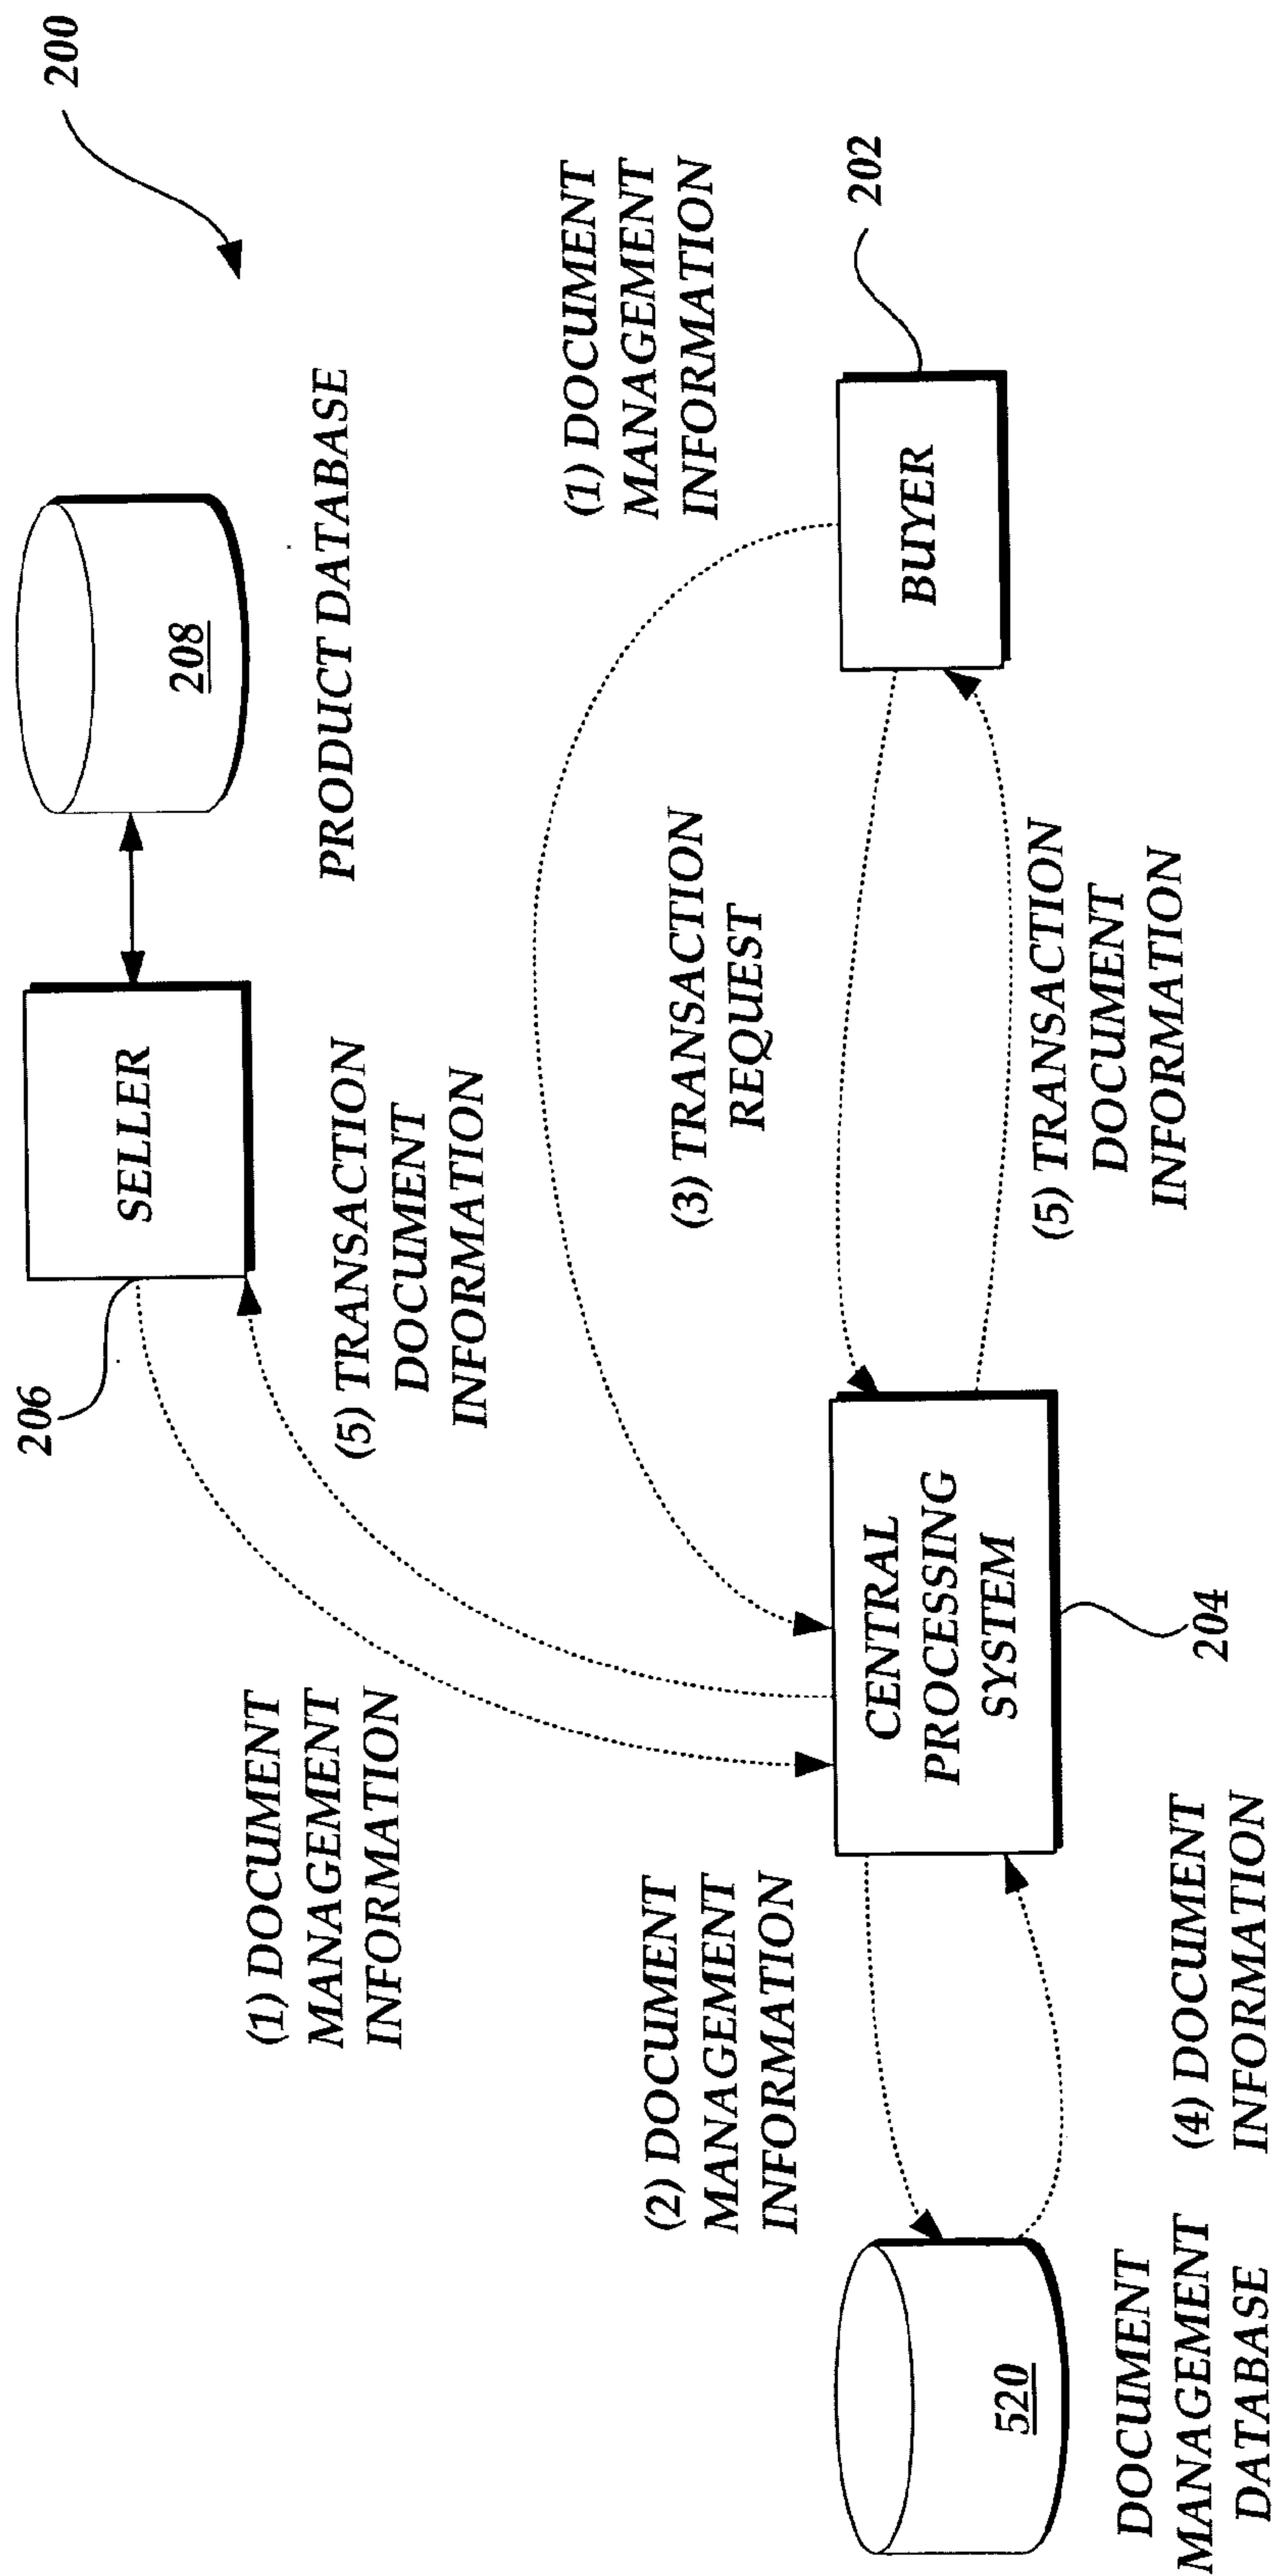 200
208
PRODUCT DATABASE
SELLER
206
(1) DOCUMENT
MANAGEMENT
INFORMATION
(5) TRANSACTION
DOCUMENT
INFORMATION
(1) DOCUMENT
MANAGEMENT
INFORMATION
202
BUYER
(3) TRANSACTION
REQUEST
(5) TRANSACTION
DOCUMENT
INFORMATION
CENTRAL
PROCESSING
SYSTEM
204
(2) DOCUMENT
MANAGEMENT
INFORMATION
(4) DOCUMENT
INFORMATION
520
DOCUMENT
MANAGEMENT
DATABASE